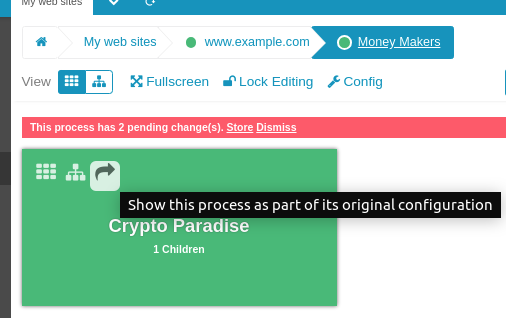 My web sites
My web sites www.example.com Money Makers
View Fullscreen Lock Editing Config
This process has 2 pending change(s). Store Dismiss
Show this process as part of its original configuration
Crypto Paradise
1 Children